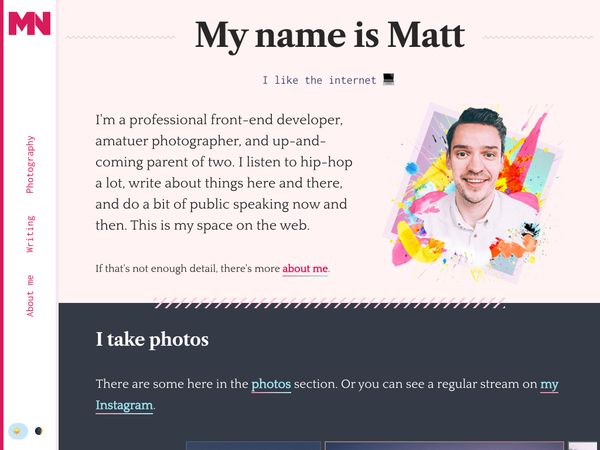 MN
My name is Matt
I like the internet
I'm a professional front-end developer,
amatuer photographer, and up-and-
coming parent of two. I listen to hip-hop
a lot, write about things here and there,
and do a bit of public speaking now and
then. This is my space on the web.
If that's not enough detail, there's more about me.
Photography
Writing
About me
I take photos
There are some here in the photos section. Or you can see a regular stream on my
Instagram.